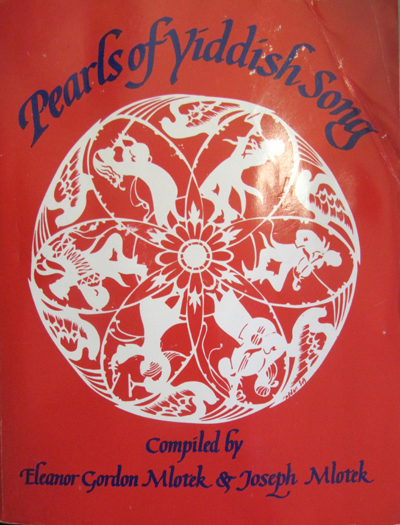 Pearls of Yiddish Song
Compiled by
Eleanor Gordon Mlotek & Joseph Mlotek